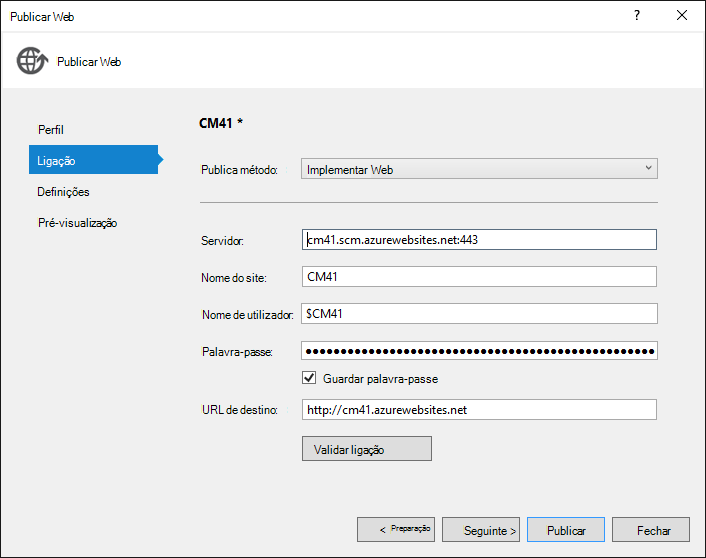 Publicar Web
?
Publicar Web
CM41 *
Perfil
Ligação
Definições
Pré-visualização
Publica método:
Implementar Web
Servidor:
cm41.scm.azurewebsites.net:443
Nome do site:
CM41
Nome de utilizador:
$CM41
Palavra-passe:
Guardar palavra-passe
URL de destino:
http://cm41.azurewebsites.net
Validar ligação
< Preparação
Seguinte >
Publicar
Fechar